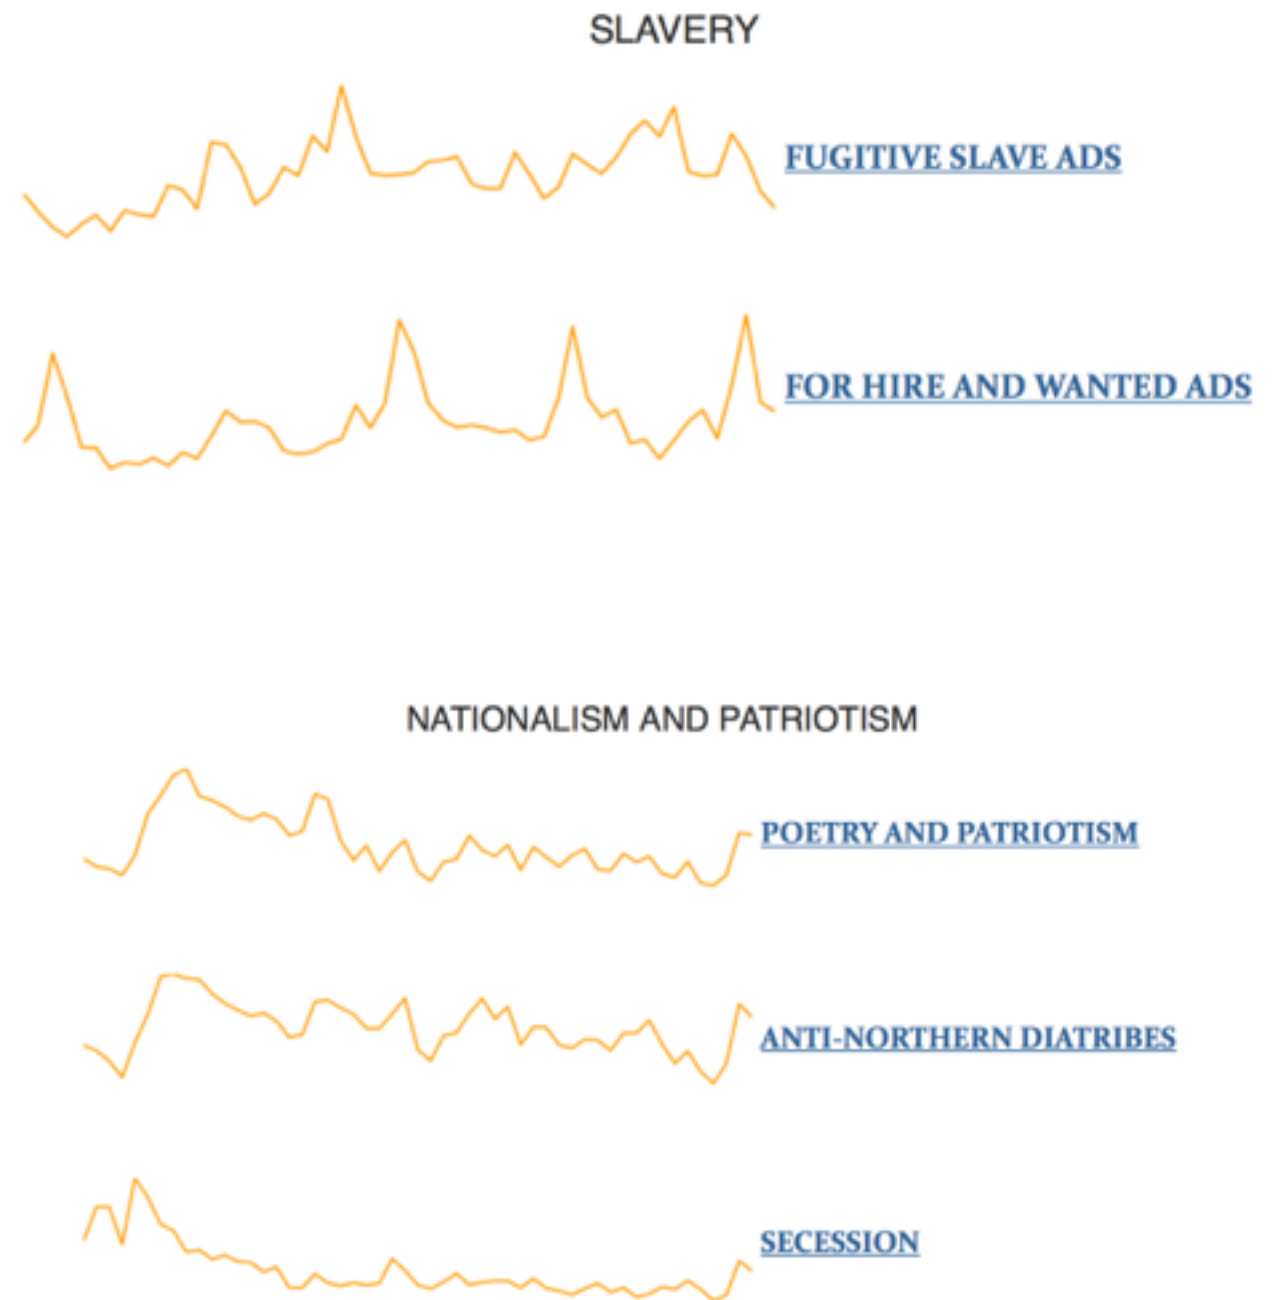 SLAVERY
FUGITIVE SLAVE ADS
FOR HIRE AND WANTED ADS
NATIONALISM AND PATRIOTISM
POETRY AND PATRIOTISM
ANTI-NORTHERN DIATRIBES
SECESSION